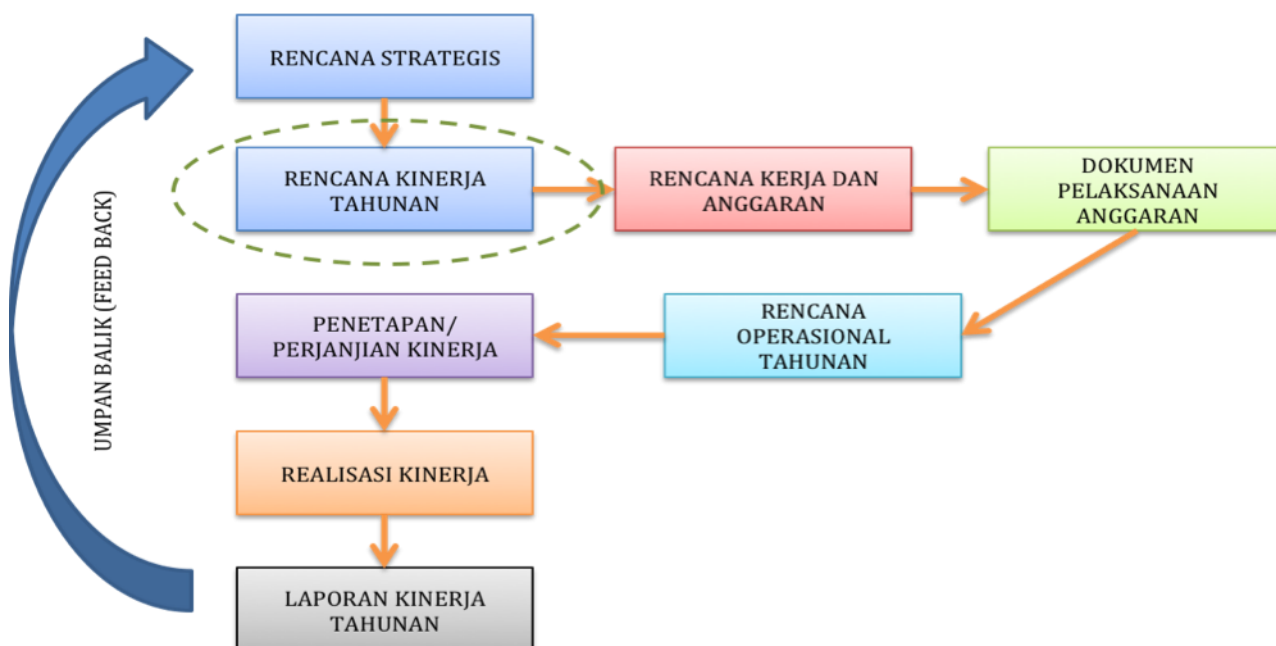 RENCANA STRATEGIS
RENCANA KINERJA
TAHUNAN
RENCANA KERJA DAN
ANGGARAN
DOKUMEN
PELAKSANAAN
ANGGARAN
RENCANA
OPERASIONAL
TAHUNAN
PENETAPAN/
PERJANJIAN KINERJA
REALISASI KINERJA
LAPORAN KINERJA
TAHUNAN
UMPAN BALIK (FEED BACK)